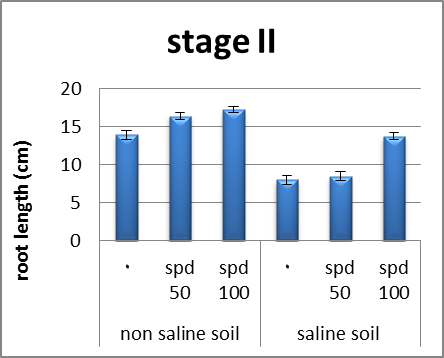 stage II
root length (cm)
20
15
10
5
0
. spd 50 spd 100 . spd 50 spd 100
non saline soil saline soil